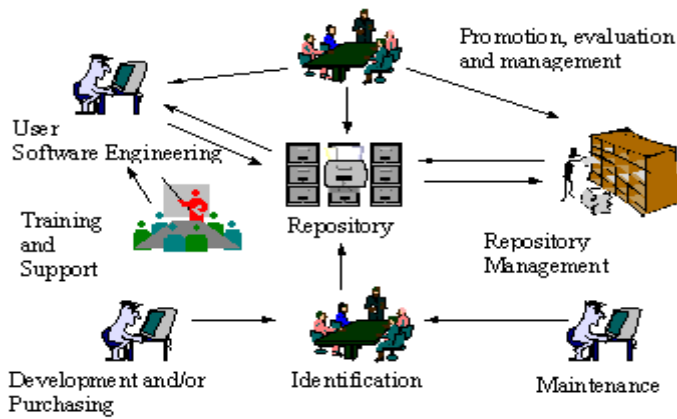 Promotion, evaluation
and management
User
Software Engineering
Training
and
Support
Repository
Repository
Management
Development and/or
Purchasing
Identification
Maintenance